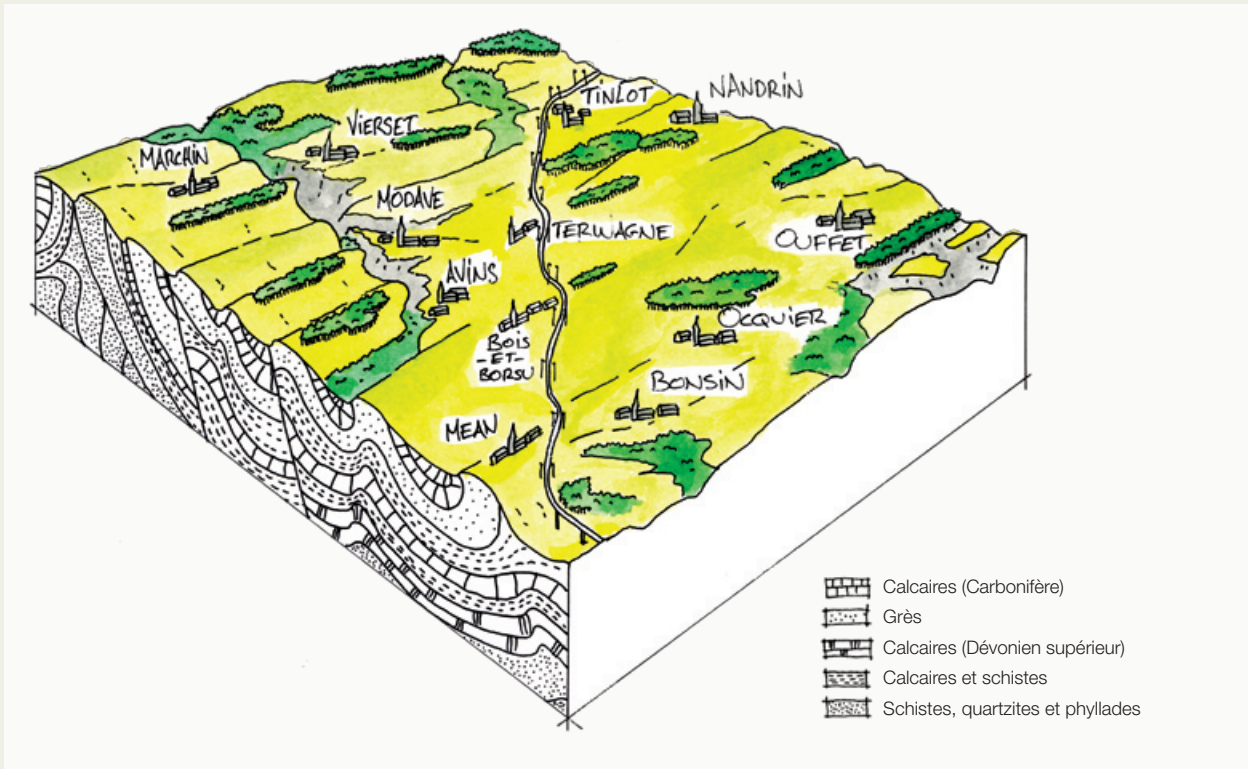 TINLOT
NANDRIN
VIERSET
MARCHIN
MODAVE
TERWAGNE
OUFFET
AVINS
OCQUIER
BOIS
-ET-
BORSU
BONSIN
MEAN
Calcaires (Carbonifère)
Grès
Calcaires (Dévonien supérieur)
Calcaires et schistes
Schistes, quartzites et phyllades